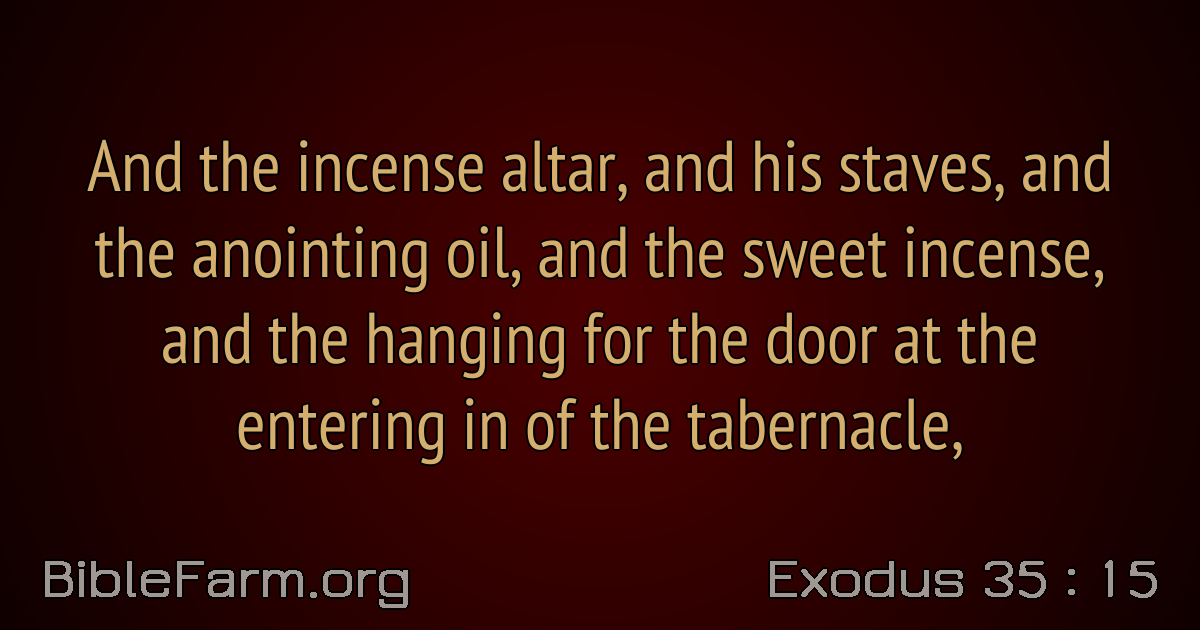 And the incense altar, and his staves, and
the anointing oil, and the sweet incense,
and the hanging for the door at the
entering in of the tabernacle,
BibleFarm.org
Exodus 35 : 15